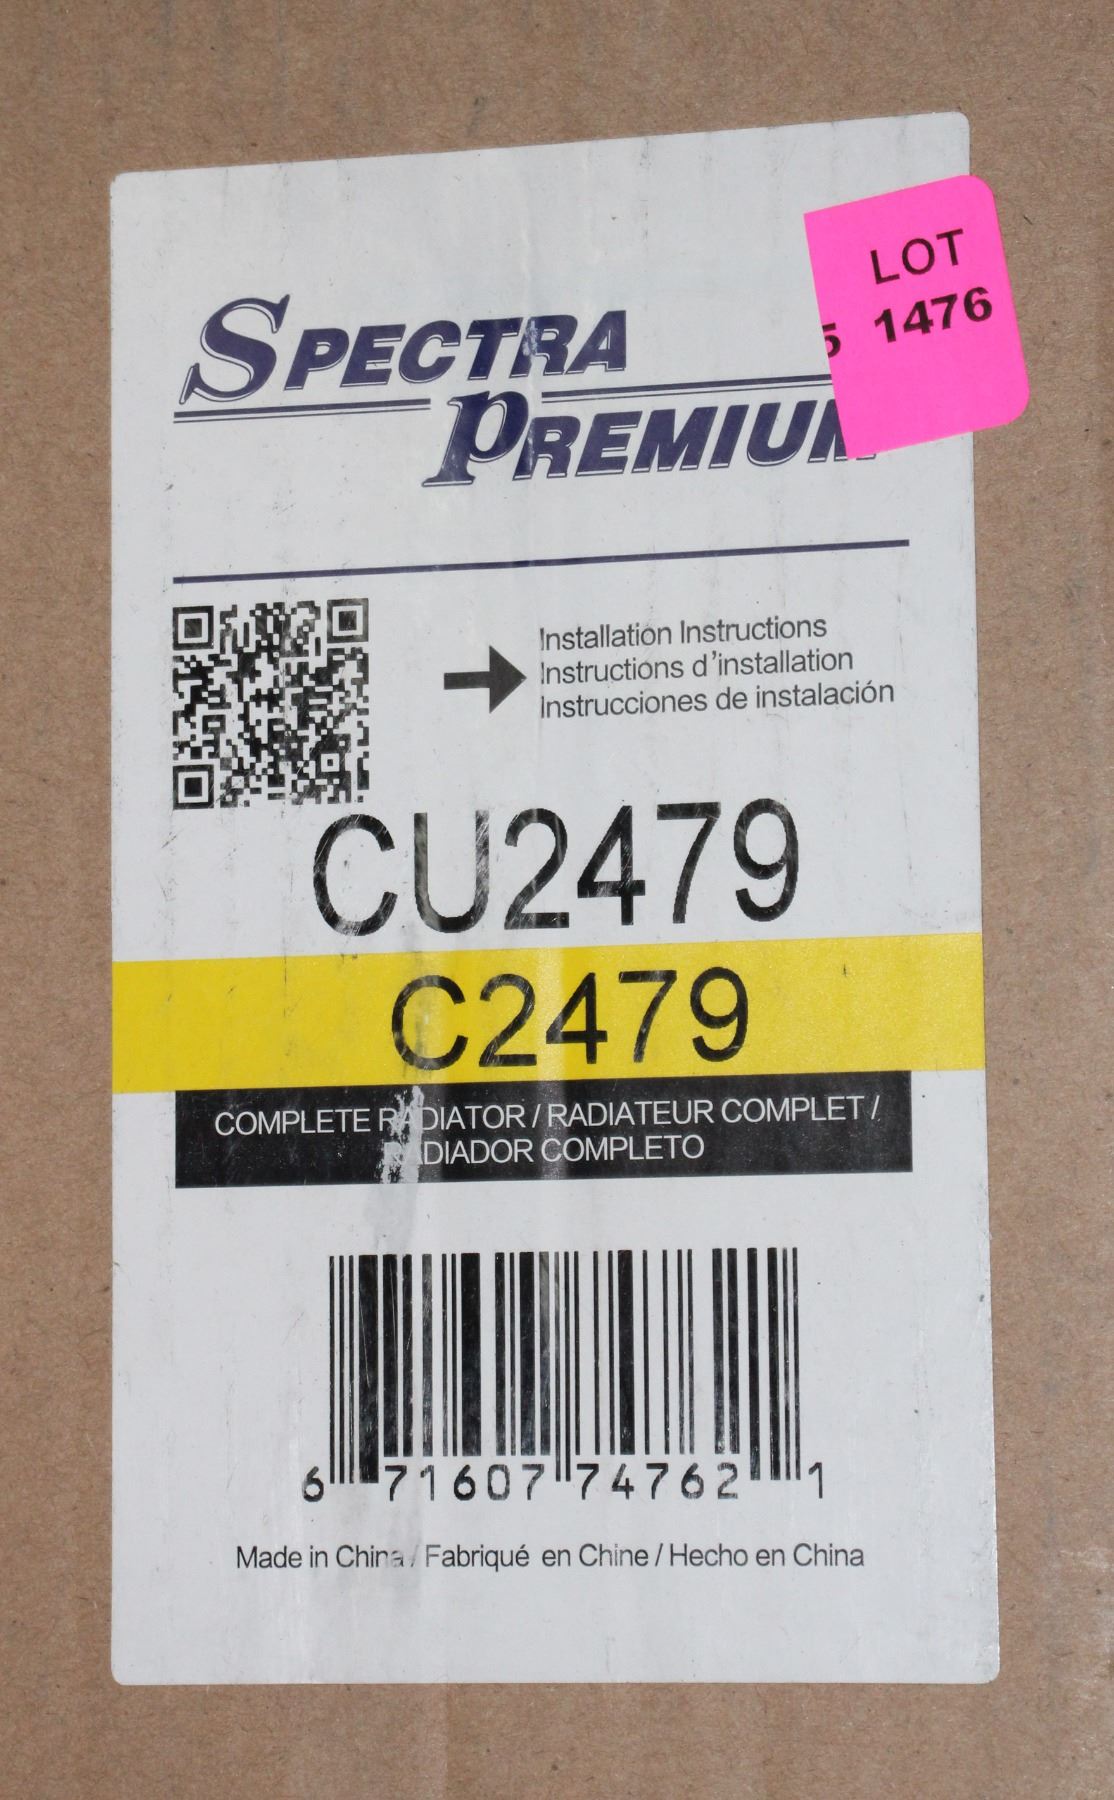 LOT
5 1476
SPECTRA
PREMIUM
Installation Instructions
Instructions d'installation
Instrucciones de instalación
CU2479
C2479
COMPLETE RADIATOR / RADIATEUR COMPLET /
RADIADOR COMPLETO
6 71607 74762 1
Made in China / Fabriqué en Chine / Hecho en China